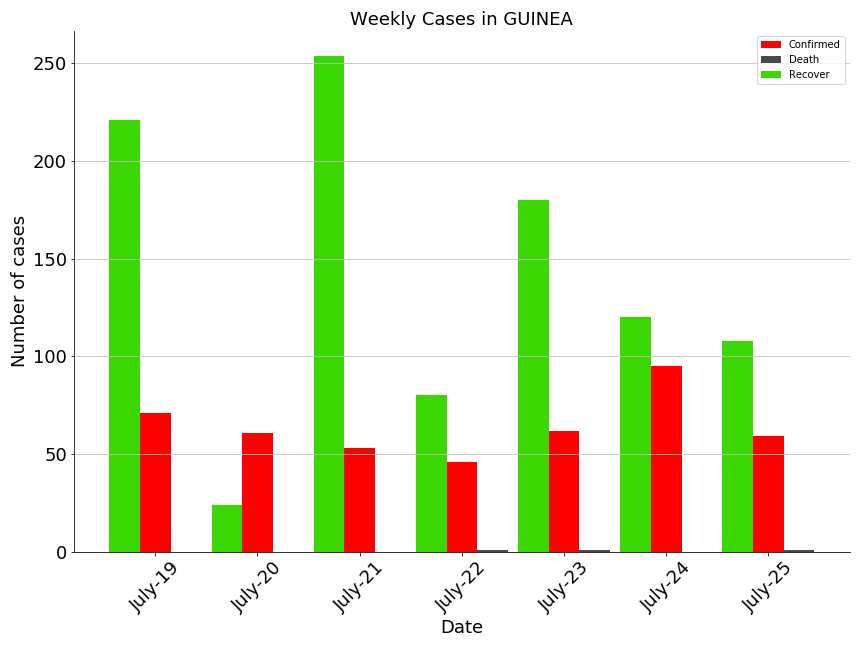 Weekly Cases in GUINEA
Confirmed
Death
Recover
Number of cases
250
200
150
100
50
0
July-19
July-20
July-21
July-22
July-23
July-24
July-25
Date